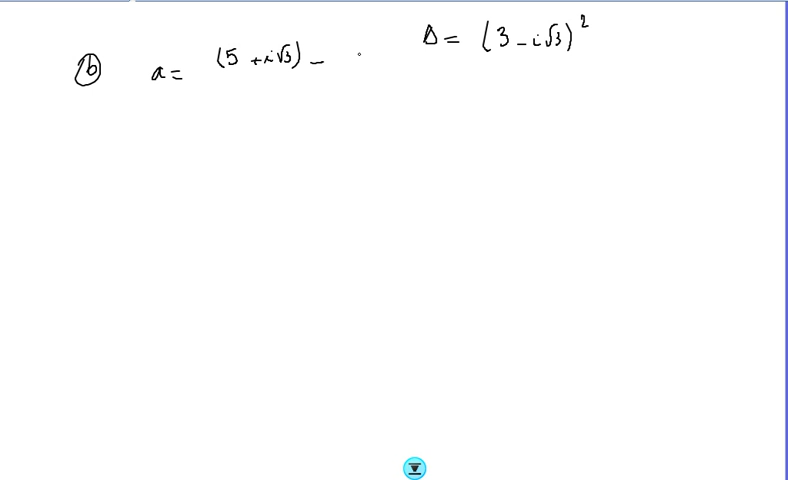 Δ = (3 - i√3)²
(b) a = (5 + i√3) -